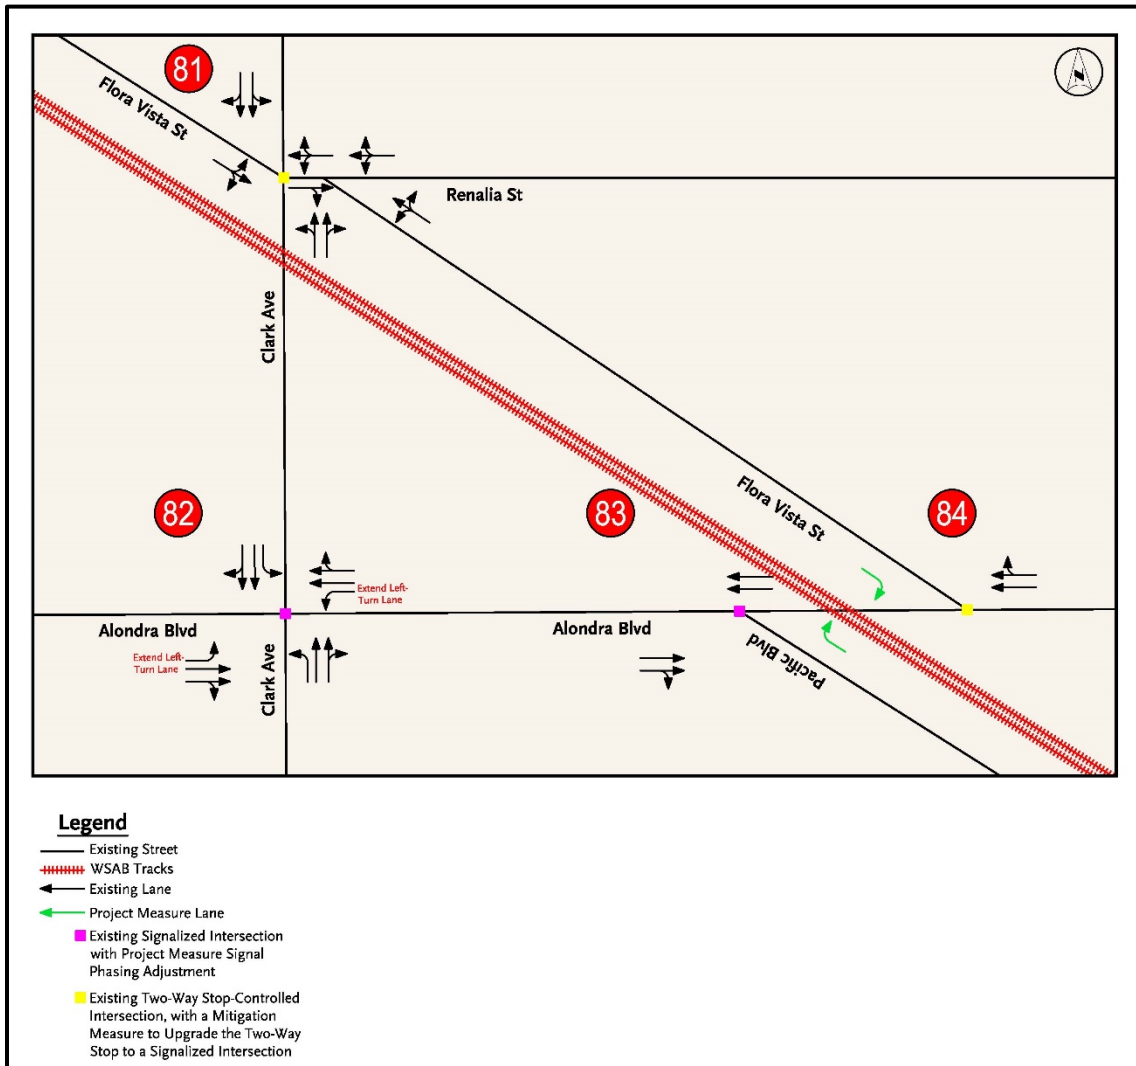 81
Flora Vista St
Renalia St
Clark Ave
82
83
Flora Vista St
84
Extend Left-
Turn Lane
Alondra Blvd
Alondra Blvd
Extend Left-
Turn Lane
Clark Ave
Pacific Blvd
Legend
Existing Street
WSAB Tracks
Existing Lane
Project Measure Lane
Existing Signalized Intersection
with Project Measure Signal
Phasing Adjustment
Existing Two-Way Stop-Controlled
Intersection, with a Mitigation
Measure to Upgrade the Two-Way
Stop to a Signalized Intersection